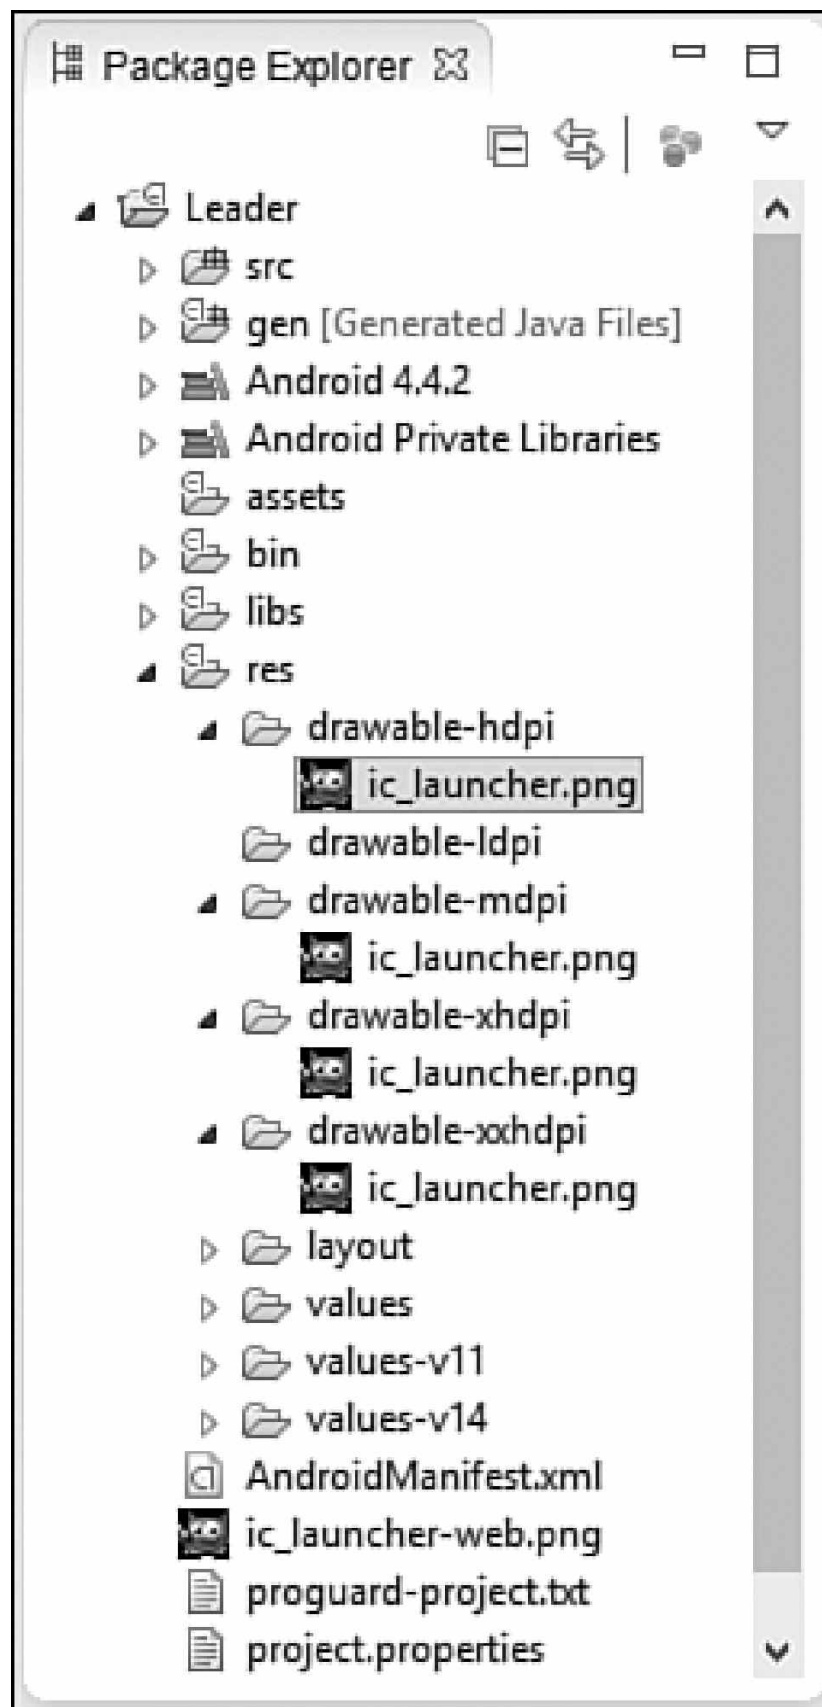 Package Explorer
Leader
src
gen [Generated Java Files]
Android 4.4.2
Android Private Libraries
assets
bin
libs
res
drawable-hdpi
ic_launcher.png
drawable-ldpi
drawable-mdpi
ic_launcher.png
drawable-xhdpi
ic_launcher.png
drawable-xxhdpi
ic_launcher.png
layout
values
values-v11
values-v14
AndroidManifest.xml
ic_launcher-web.png
proguard-project.txt
project.properties